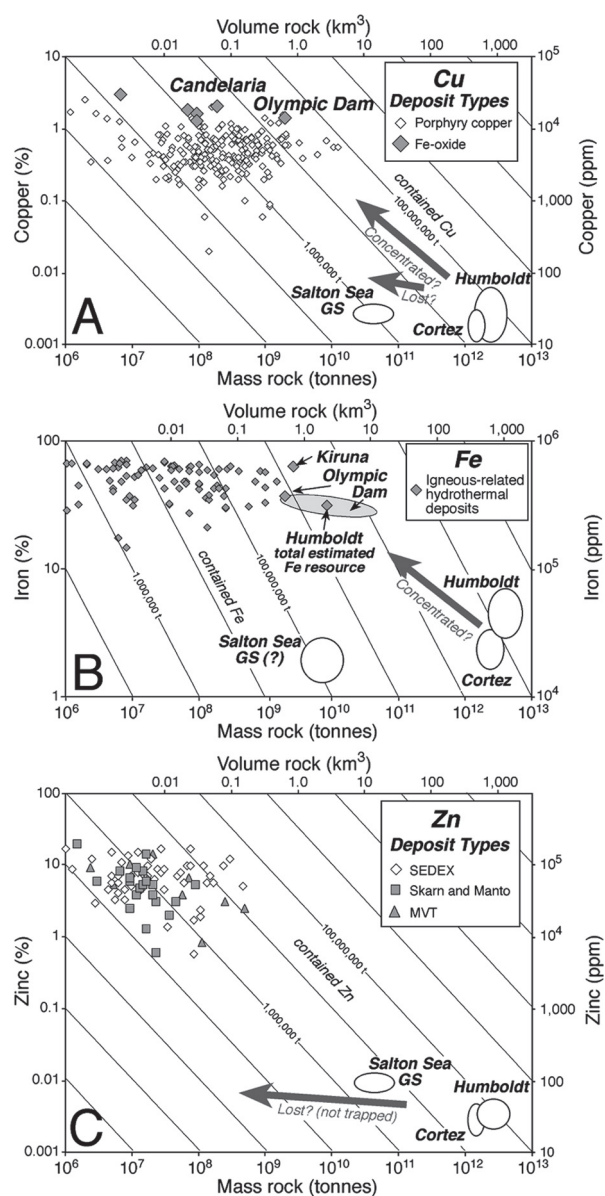 Volume rock (km3)
0.01 0.1 1.0 10 100 1,000
10 105
Candelaria
Olympic Dam
Cu
Deposit Types
Porphyry copper
Fe-oxide
1 104
Copper (%)
Copper (ppm)
0.1 1,000
contained Cu
100,000,000 t
Concentrated?
Lost?
0.01 100
1,000,000 t
Salton Sea
GS
Humboldt
Cortez
A
0.001 10
106 107 108 109 1010 1011 1012 1013
Mass rock (tonnes)
Volume rock (km3)
0.01 0.1 1.0 10 100 1,000
100 106
Kiruna
Olympic
Dam
Fe
Igneous-related
hydrothermal
deposits
Humboldt
total estimated
Fe resource
Iron (%)
Iron (ppm)
10 105
1,000,000 t
contained Fe
100,000,000 t
Concentrated?
Humboldt
Salton Sea
GS (?)
Cortez
B
1 104
106 107 108 109 1010 1011 1012 1013
Mass rock (tonnes)
Volume rock (km3)
0.01 0.1 1.0 10 100 1,000
100
Zn
Deposit Types
SEDEX
Skarn and Manto
MVT
10 105
1 104
Zinc (%)
Zinc (ppm)
contained Zn
100,000,000 t
0.1 1,000
1,000,000 t
Salton Sea
GS
0.01 100
Humboldt
Lost? (not trapped)
Cortez
C
0.001 10
106 107 108 109 1010 1011 1012 1013
Mass rock (tonnes)